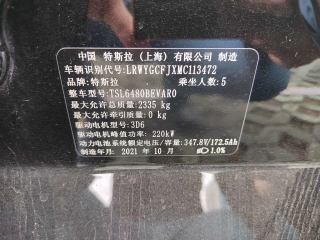 中国 特斯拉（上海）有限公司 制造
车辆识别代号:LRWYGCFJXMC113472
品牌:特斯拉 乘坐人数:5
整车型号:TSL6480BEVAR0
最大允许总质量:2335 kg
最大允许牵引质量:0 kg
驱动电机型号:3D6
驱动电机峰值功率:220kW
动力电池系统额定电压/容量:347.8V/172.5Ah
制造年月:2021 年 10 月 1.0%